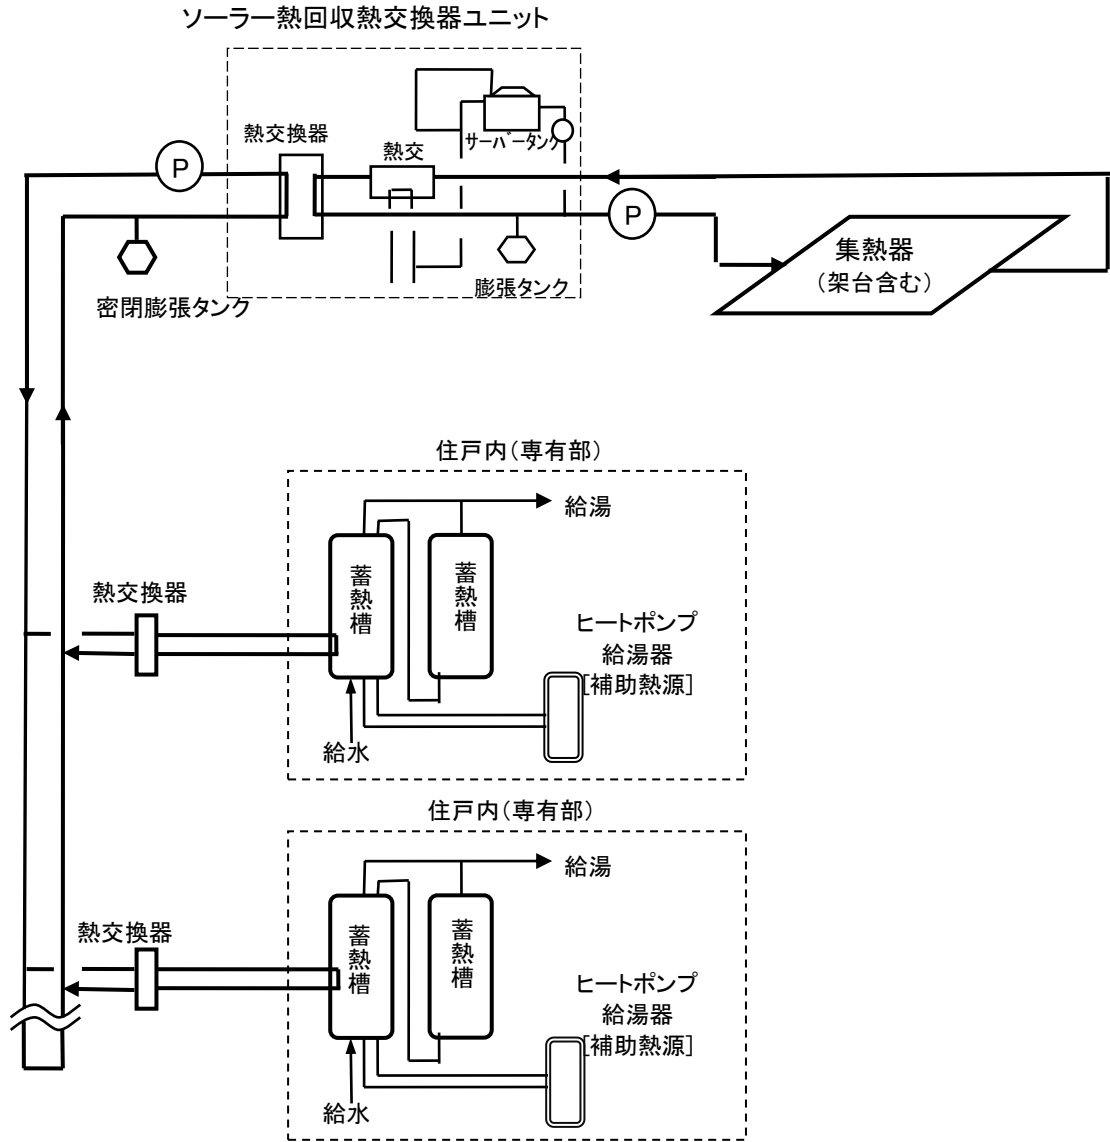 ソーラー熱回収熱交換器ユニット
熱交換器
熱交
サーバータンク
P
P
集熱器
（架台含む）
密閉膨張タンク
膨張タンク
住戸内（専有部）
給湯
蓄熱槽
蓄熱槽
熱交換器
ヒートポンプ
給湯器
[補助熱源]
給水
住戸内（専有部）
給湯
蓄熱槽
蓄熱槽
熱交換器
ヒートポンプ
給湯器
[補助熱源]
給水